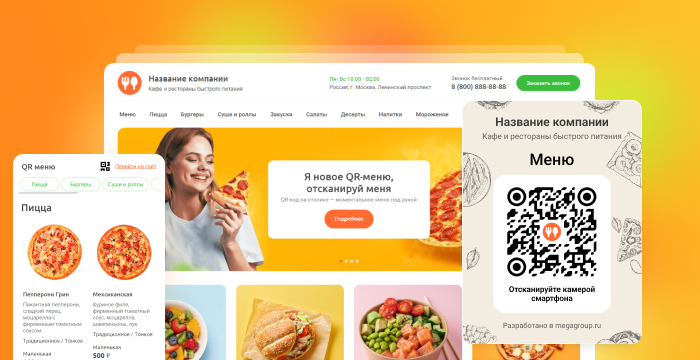 Название компании
Кафе и рестораны быстрого питания
Пн- Вс 10:00 - 02:00
Россия, г. Москва, Ленинский проспект
Звонок бесплатный
8 (800) 888-88-88
Заказать звонок
Меню Пицца Бургеры Суши и роллы Закуски Салаты Десерты Напитки Мороженое
Я новое QR-меню,
отсканируй меня
QR-код на столике — моментальное меню под рукой
Подробнее
QR меню
Перейти на сайт
Пицца Бургеры Суши и роллы
Пицца
Пепперони Грин
Пикантная пепперони,
сладкий перец,
моцарелла с
фирменным томатным
соусом
Традиционное / Тонкое
Маленькая
Мексиканская
Куриное филе,
фирменный томатный
соус, моцарелла,
шампиньоны, лук
Традиционное / Тонкое
Маленькая
500 ₽
Название компании
Кафе и рестораны быстрого питания
Меню
Отсканируйте камерой
смартфона
Разработано в megagroup.ru